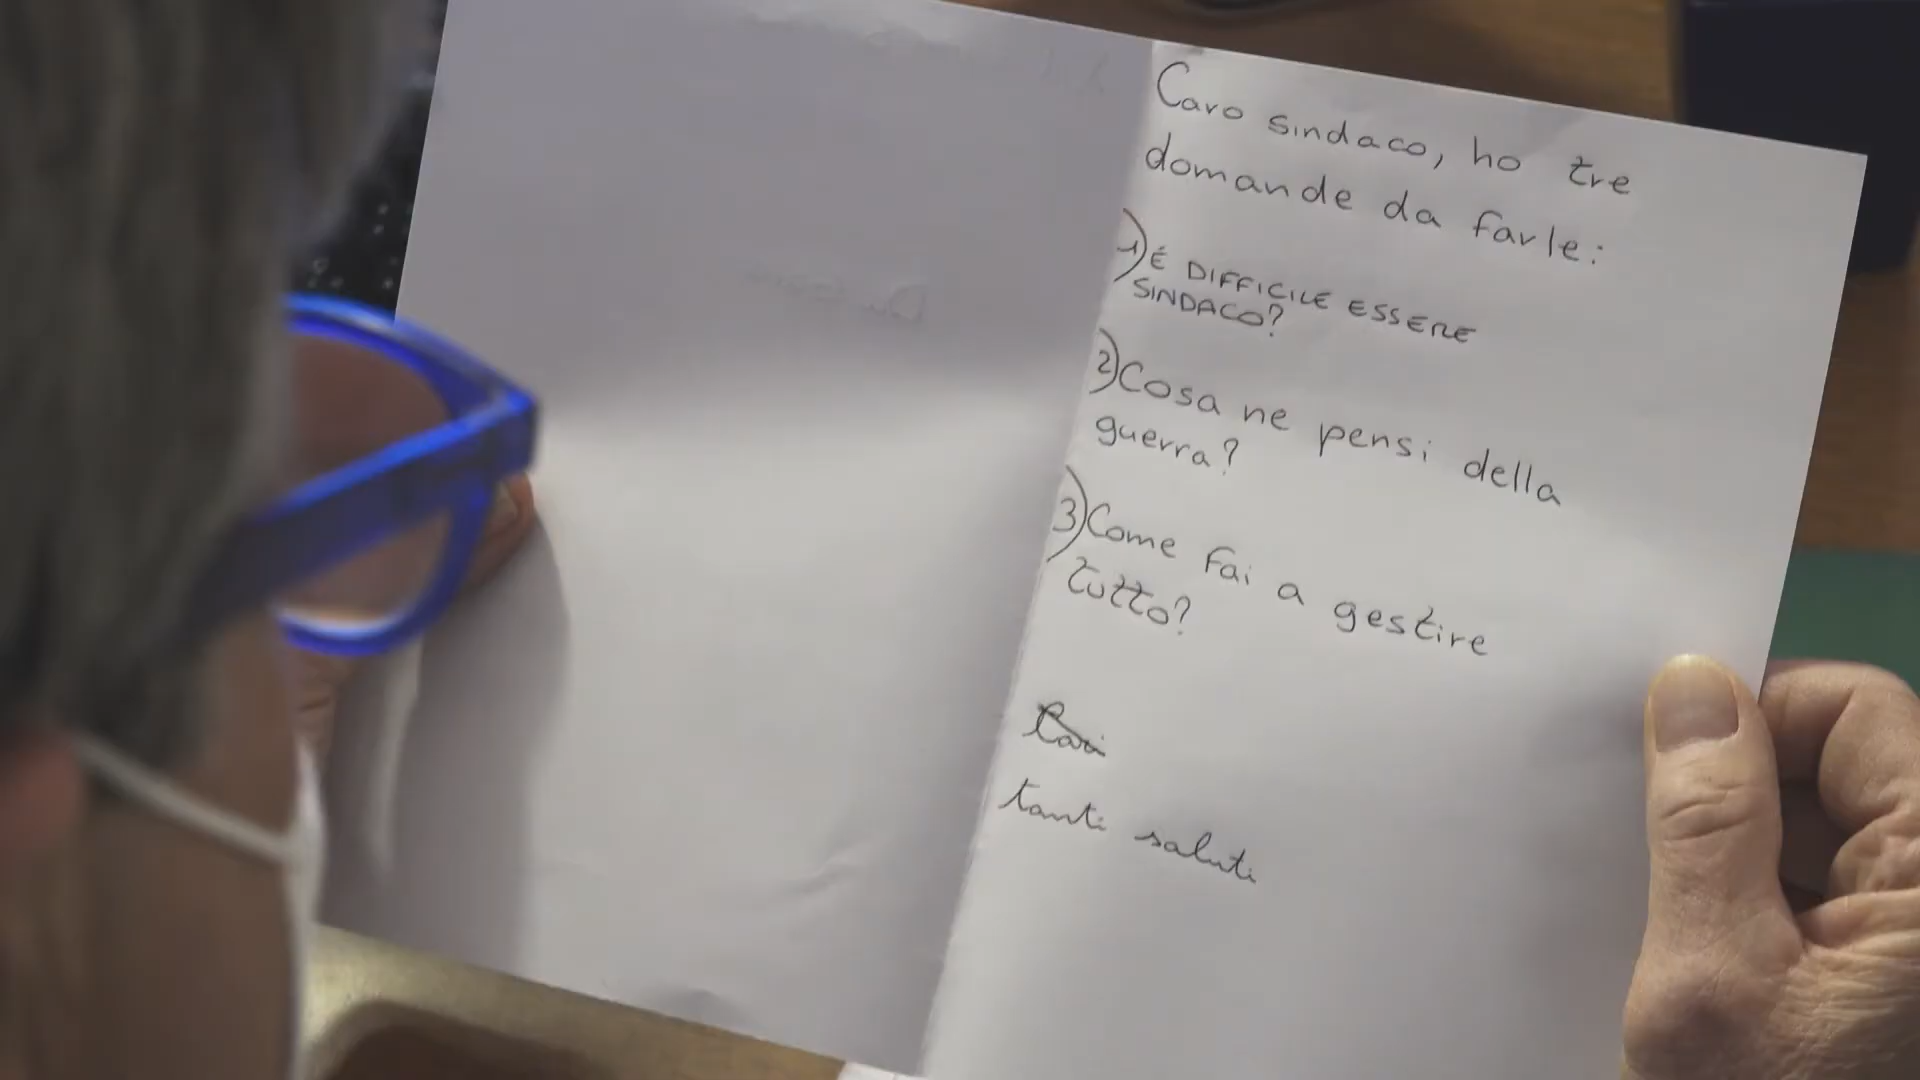 Caro sindaco, ho tre
domande da farle:
1) É DIFFICILE ESSERE
SINDACO?
2) Cosa ne pensi della
guerra?
3) Come fai a gestire
tutto?
tanti saluti